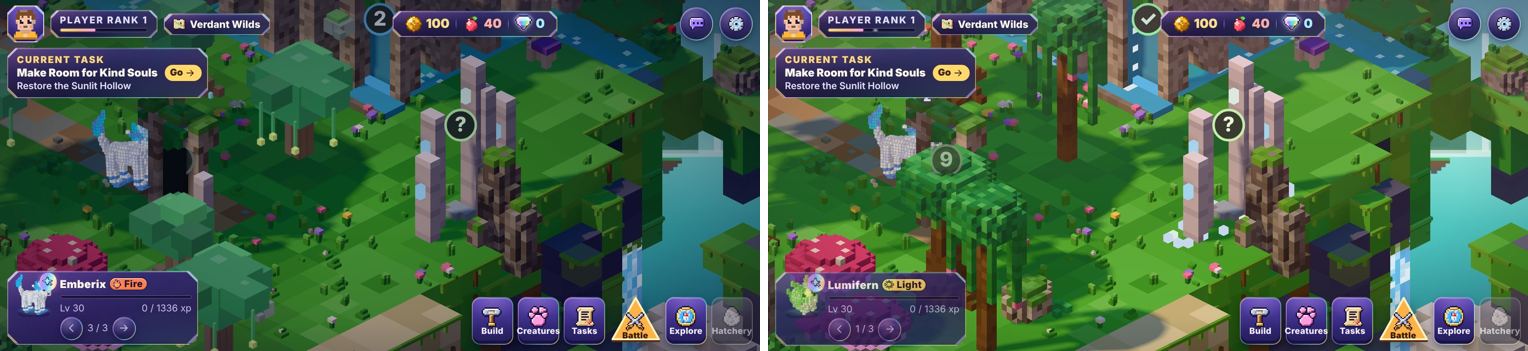 PLAYER RANK 1
Verdant Wilds
2
100
40
0
CURRENT TASK
Make Room for Kind Souls
Go →
Restore the Sunlit Hollow
?
Emberix
Fire
Lv 30
0 / 1336 xp
3 / 3
Build
Creatures
Tasks
Battle
Explore
Hatchery
PLAYER RANK 1
Verdant Wilds
100
40
0
CURRENT TASK
Make Room for Kind Souls
Go →
Restore the Sunlit Hollow
?
9
Lumifern
Light
Lv 30
0 / 1336 xp
1 / 3
Build
Creatures
Tasks
Battle
Explore
Hatchery